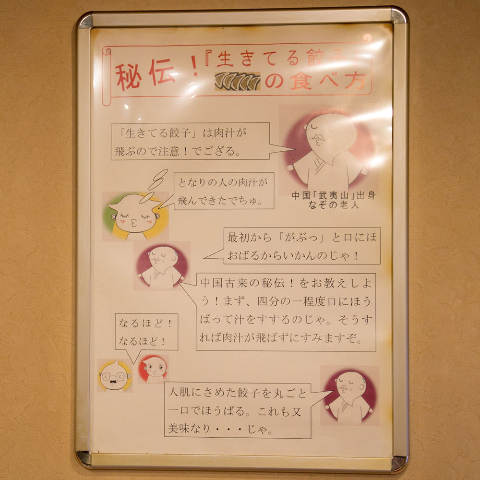 秘伝!『生きてる餃子』
の食べ方
「生きてる餃子」は肉汁が
飛ぶので注意!でござる。
中国「武夷山」出身
なぞの老人
となりの人の肉汁が
飛んできたでちゅ。
最初から「がぶっ」と口にほ
おばるからいかんのじゃ!
中国古来の秘伝!をお教えしよ
う!まず、四分の一程度口にほう
ばって汁をすするのじゃ。そうす
れば肉汁が飛ばずにすみますぞ。
なるほど!
なるほど!
人肌にさめた餃子を丸ごと
一口でほうばる。これも又
美味なり・・・じゃ。